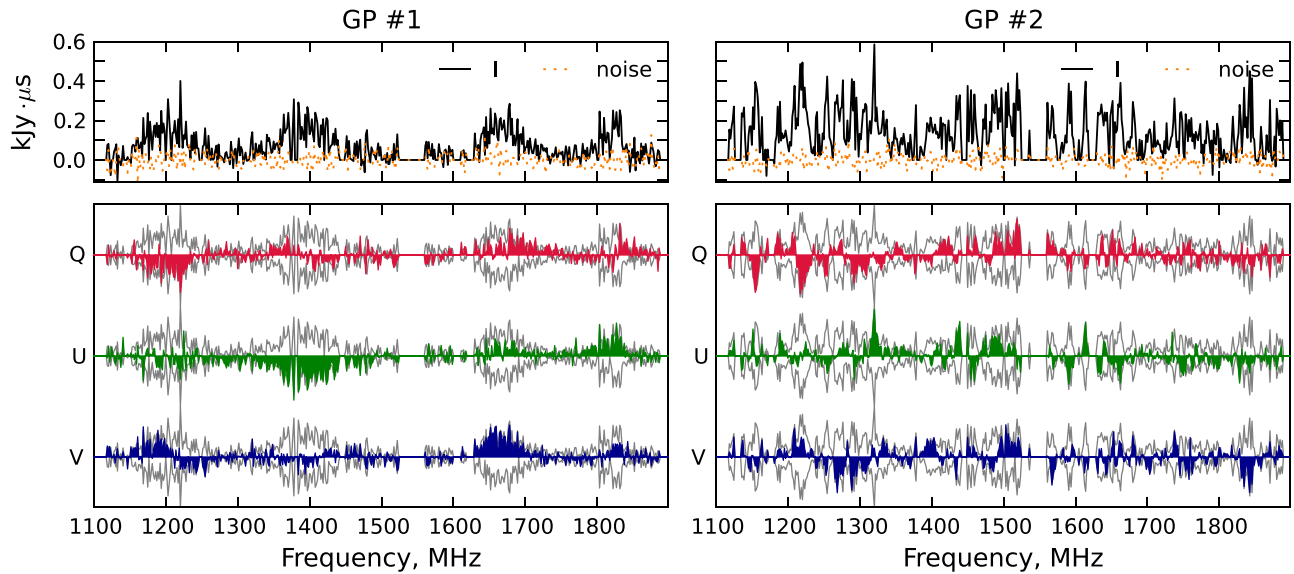 GP #1
GP #2
0.6
0.4
0.2
0.0
kJy · μs
I
noise
I
noise
Q
U
V
Q
U
V
1100 1200 1300 1400 1500 1600 1700 1800
1100 1200 1300 1400 1500 1600 1700 1800
Frequency, MHz
Frequency, MHz